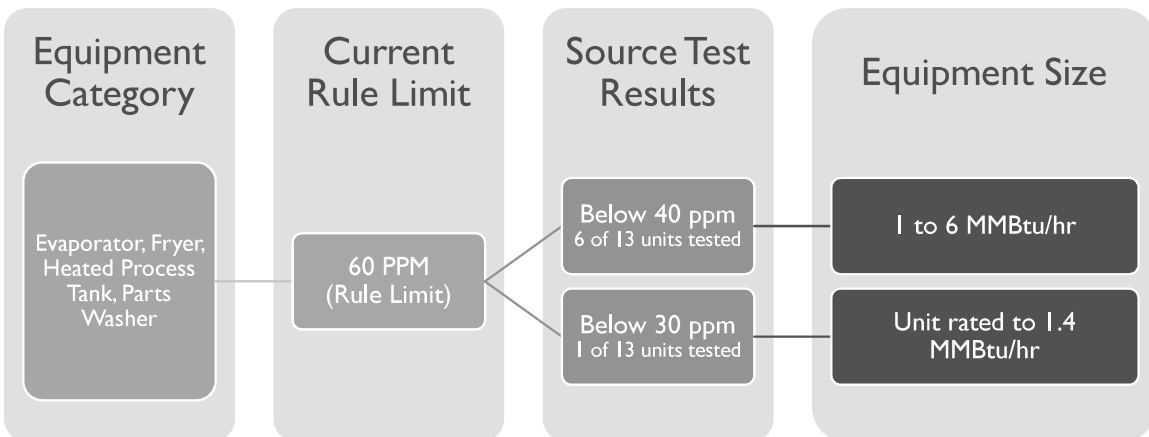 Equipment
Category
Current
Rule Limit
Source Test
Results
Equipment Size
Evaporator, Fryer,
Heated Process
Tank, Parts
Washer
60 PPM
(Rule Limit)
Below 40 ppm
6 of 13 units tested
1 to 6 MMBtu/hr
Below 30 ppm
1 of 13 units tested
Unit rated to 1.4
MMBtu/hr